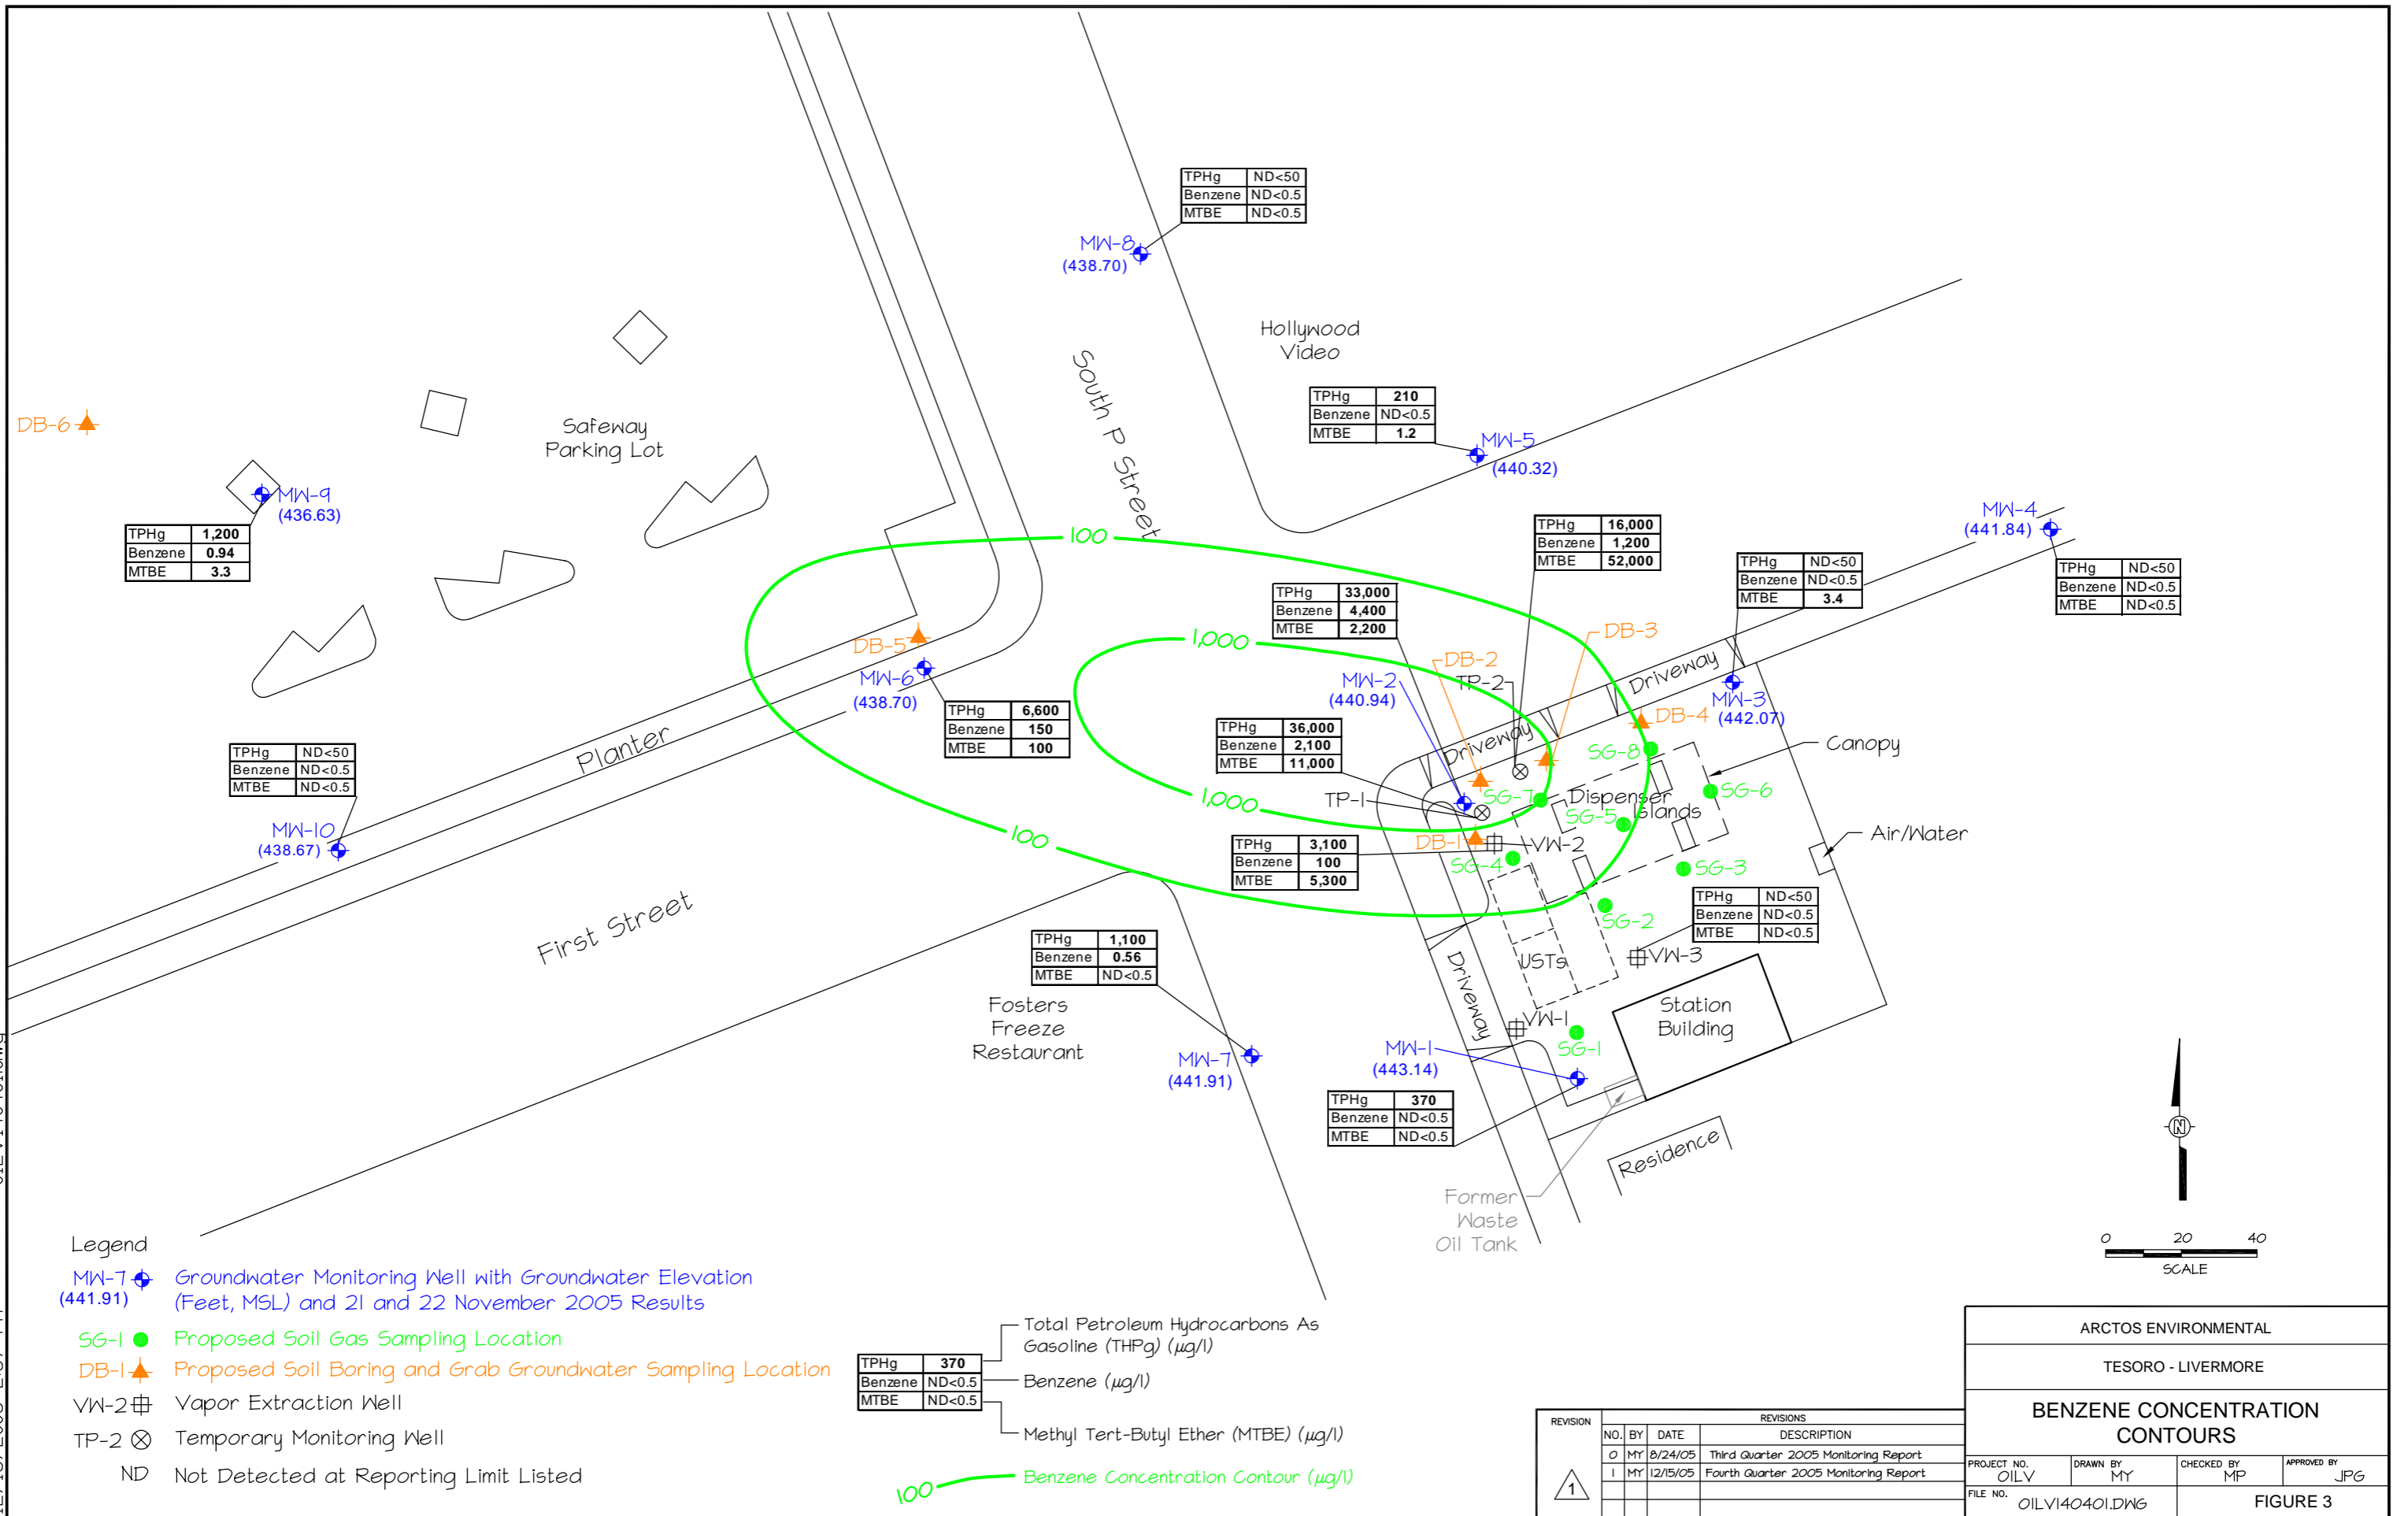 TPHg ND<50
Benzene ND<0.5
MTBE ND<0.5
MW-8
(438.70)
Hollywood
Video
South P Street
TPHg 210
Benzene ND<0.5
MTBE 1.2
MW-5
(440.32)
DB-6
Safeway
Parking Lot
MW-9
(436.63)
TPHg 1,200
Benzene 0.94
MTBE 3.3
MW-4
(441.84)
TPHg ND<50
Benzene ND<0.5
MTBE ND<0.5
100
TPHg 16,000
Benzene 1,200
MTBE 52,000
TPHg ND<50
Benzene ND<0.5
MTBE 3.4
TPHg 33,000
Benzene 4,400
MTBE 2,200
1,000
DB-3
DB-2
TP-2
MW-2
(440.94)
Driveway
MW-3
(442.07)
DB-4
DB-5
MW-6
(438.70)
TPHg 6,600
Benzene 150
MTBE 100
TPHg 36,000
Benzene 2,100
MTBE 11,000
Driveway
SG-8
Canopy
Planter
TPHg ND<50
Benzene ND<0.5
MTBE ND<0.5
MW-10
(438.67)
1,000
TP-1
SG-7
Dispenser
Islands
SG-5
SG-6
Air/Water
100
TPHg 3,100
Benzene 100
MTBE 5,300
DB-1
VW-2
SG-4
SG-3
SG-2
TPHg ND<50
Benzene ND<0.5
MTBE ND<0.5
VW-3
First Street
TPHg 1,100
Benzene 0.56
MTBE ND<0.5
Driveway
USTs
Fosters
Freeze
Restaurant
Station
Building
VW-1
SG-1
MW-7
(441.91)
MW-1
(443.14)
TPHg 370
Benzene ND<0.5
MTBE ND<0.5
Residence
Former
Waste
Oil Tank
N
0 20 40
SCALE
Legend
MW-7
(441.91)
Groundwater Monitoring Well with Groundwater Elevation
(Feet, MSL) and 21 and 22 November 2005 Results
SG-1 Proposed Soil Gas Sampling Location
DB-1 Proposed Soil Boring and Grab Groundwater Sampling Location
VW-2 Vapor Extraction Well
TP-2 Temporary Monitoring Well
ND Not Detected at Reporting Limit Listed
TPHg 370
Benzene ND<0.5
MTBE ND<0.5
Total Petroleum Hydrocarbons As
Gasoline (THPg) (µg/l)
Benzene (µg/l)
Methyl Tert-Butyl Ether (MTBE) (µg/l)
100 Benzene Concentration Contour (µg/l)
REVISION
1
REVISIONS
NO. BY DATE DESCRIPTION
0 MY 8/24/05 Third Quarter 2005 Monitoring Report
1 MY 12/15/05 Fourth Quarter 2005 Monitoring Report
ARCTOS ENVIRONMENTAL
TESORO - LIVERMORE
BENZENE CONCENTRATION
CONTOURS
PROJECT NO. 01LV
DRAWN BY MY
CHECKED BY MP
APPROVED BY JPG
FILE NO. 01LV140401.DWG
FIGURE 3